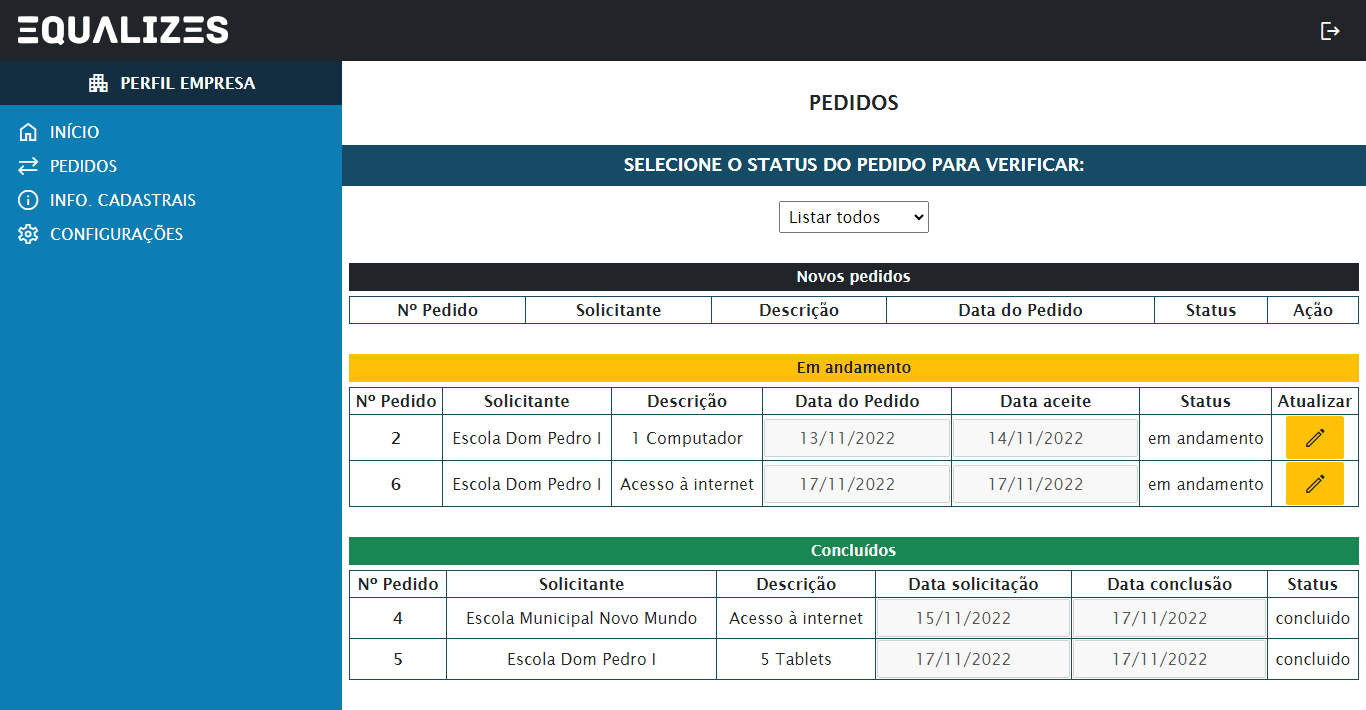 EQUALIZES
PERFIL EMPRESA
INÍCIO
PEDIDOS
INFO. CADASTRAIS
CONFIGURAÇÕES
PEDIDOS
SELECIONE O STATUS DO PEDIDO PARA VERIFICAR:
Listar todos
Novos pedidos
Nº Pedido Solicitante Descrição Data do Pedido Status Ação
Em andamento
Nº Pedido Solicitante Descrição Data do Pedido Data aceite Status Atualizar
2 Escola Dom Pedro I 1 Computador 13/11/2022 14/11/2022 em andamento
6 Escola Dom Pedro I Acesso à internet 17/11/2022 17/11/2022 em andamento
Concluídos
Nº Pedido Solicitante Descrição Data solicitação Data conclusão Status
4 Escola Municipal Novo Mundo Acesso à internet 15/11/2022 17/11/2022 concluido
5 Escola Dom Pedro I 5 Tablets 17/11/2022 17/11/2022 concluido